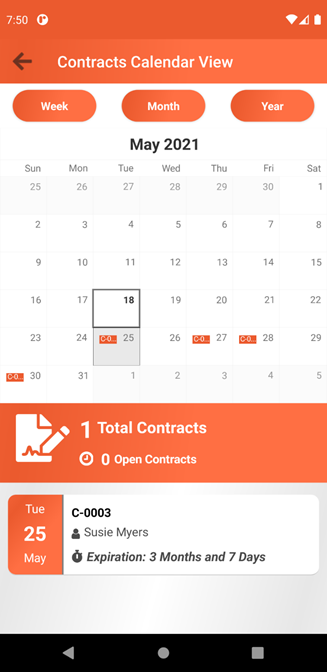 7:50
Contracts Calendar View
Week Month Year
May 2021
Sun Mon Tue Wed Thu Fri Sat
25 26 27 28 29 30 1
2 3 4 5 6 7 8
9 10 11 12 13 14 15
16 17 18 19 20 21 22
23 24 C-0... 25 26 C-0... 27 C-0... 28 29
C-0... 30 31 1 2 3 4 5
1 Total Contracts
0 Open Contracts
Tue
25
May
C-0003
Susie Myers
Expiration: 3 Months and 7 Days